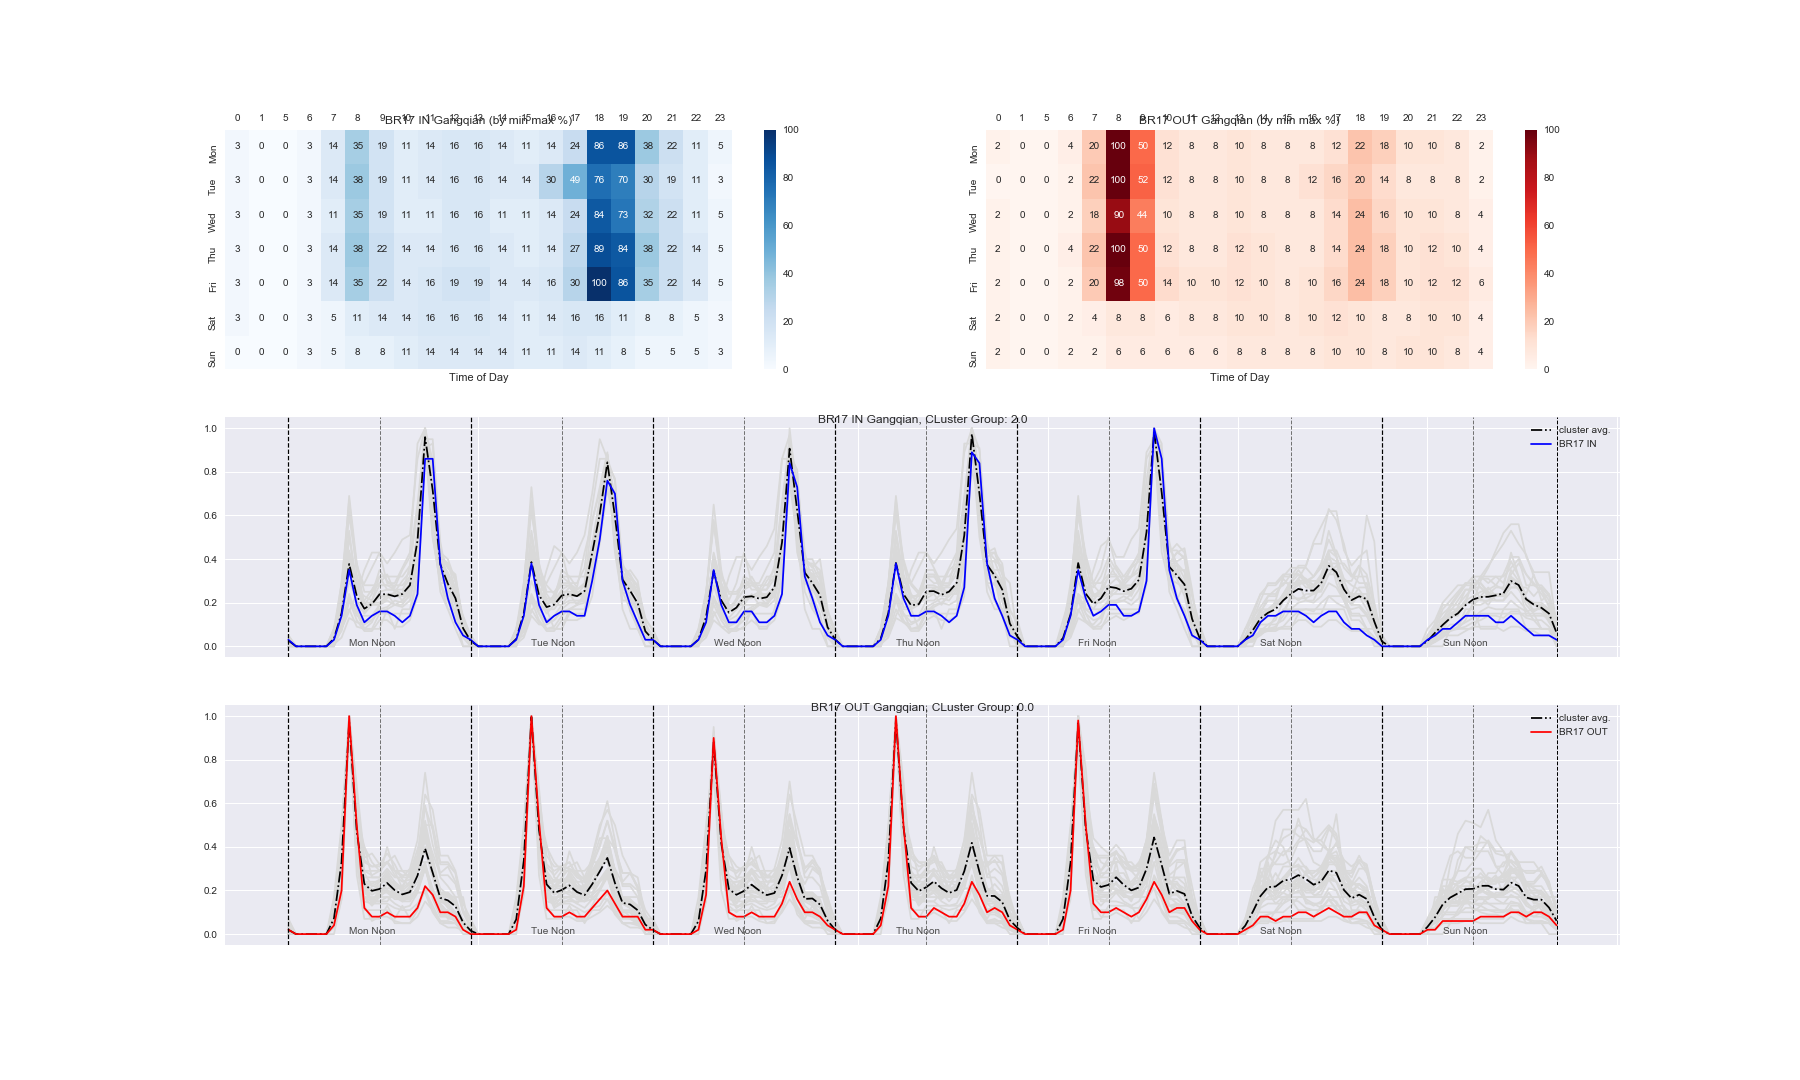 BR17 IN Gangqian (by min max %)
0 1 5 6 7 8 9 10 11 12 13 14 15 16 17 18 19 20 21 22 23
Mon 3 0 0 3 14 35 19 11 14 16 16 14 11 14 24 86 86 38 22 11 5
Tue 3 0 0 3 14 38 19 11 14 16 16 14 14 30 49 76 70 30 19 11 3
Wed 3 0 0 3 11 35 19 11 11 16 16 11 11 14 24 84 73 32 22 11 5
Thu 3 0 0 3 14 38 22 14 14 16 16 14 11 14 27 89 84 38 22 14 5
Fri 3 0 0 3 14 35 22 14 16 19 19 14 14 16 30 100 86 35 22 14 5
Sat 3 0 0 3 5 11 14 14 16 16 16 14 11 14 16 16 11 8 8 5 3
Sun 0 0 0 3 5 8 8 11 14 14 14 14 11 11 14 11 8 5 5 5 3
Time of Day
100
80
60
40
20
0
BR17 OUT Gangqian (by min max %)
0 1 5 6 7 8 9 10 11 12 13 14 15 16 17 18 19 20 21 22 23
Mon 2 0 0 4 20 100 50 12 8 8 10 8 8 8 12 22 18 10 10 8 2
Tue 0 0 0 2 22 100 52 12 8 8 10 8 8 12 16 20 14 8 8 8 2
Wed 2 0 0 2 18 90 44 10 8 8 10 8 8 8 14 24 16 10 10 8 4
Thu 2 0 0 4 22 100 50 12 8 8 12 10 8 8 14 24 18 10 12 10 4
Fri 2 0 0 2 20 98 50 14 10 10 12 10 8 10 16 24 18 10 12 12 6
Sat 2 0 0 2 4 8 8 6 8 8 10 10 8 10 12 10 8 8 10 10 4
Sun 2 0 0 2 2 6 6 6 6 6 8 8 8 8 10 10 8 10 10 8 4
Time of Day
100
80
60
40
20
0
BR17 IN Gangqian, CLuster Group: 2.0
1.0
0.8
0.6
0.4
0.2
0.0
cluster avg.
BR17 IN
Mon Noon Tue Noon Wed Noon Thu Noon Fri Noon Sat Noon Sun Noon
BR17 OUT Gangqian, CLuster Group: 0.0
1.0
0.8
0.6
0.4
0.2
0.0
cluster avg.
BR17 OUT
Mon Noon Tue Noon Wed Noon Thu Noon Fri Noon Sat Noon Sun Noon